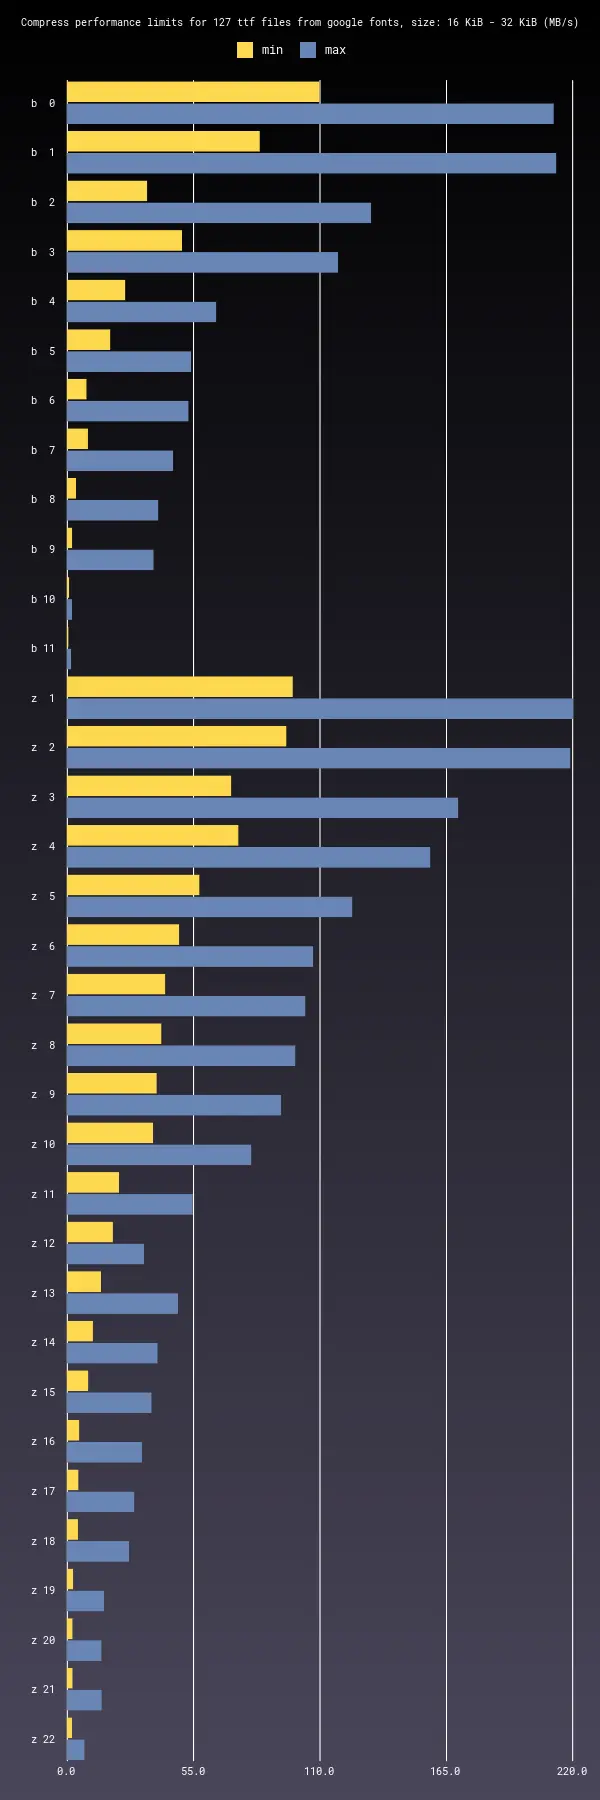 Compress performance limits for 127 ttf files from google fonts, size: 16 KiB - 32 KiB (MB/s)
min max
b 0
b 1
b 2
b 3
b 4
b 5
b 6
b 7
b 8
b 9
b 10
b 11
z 1
z 2
z 3
z 4
z 5
z 6
z 7
z 8
z 9
z 10
z 11
z 12
z 13
z 14
z 15
z 16
z 17
z 18
z 19
z 20
z 21
z 22
0.0 55.0 110.0 165.0 220.0